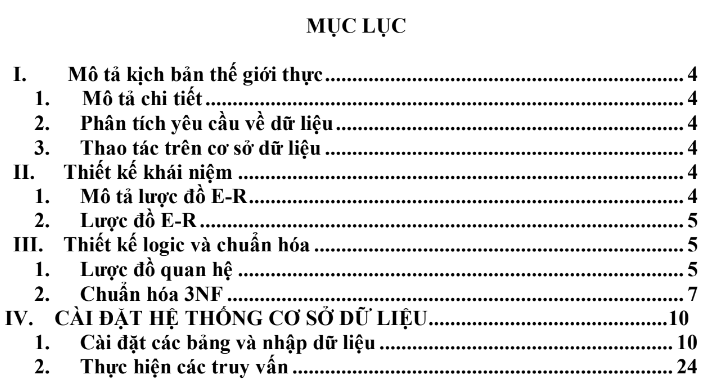 MỤC LỤC
I. Mô tả kịch bản thế giới thực 4
1. Mô tả chi tiết 4
2. Phân tích yêu cầu về dữ liệu 4
3. Thao tác trên cơ sở dữ liệu 4
II. Thiết kế khái niệm 4
1. Mô tả lược đồ E-R 4
2. Lược đồ E-R 5
III. Thiết kế logic và chuẩn hóa 5
1. Lược đồ quan hệ 5
2. Chuẩn hóa 3NF 7
IV. CÀI ĐẶT HỆ THỐNG CƠ SỞ DỮ LIỆU 10
1. Cài đặt các bảng và nhập dữ liệu 10
2. Thực hiện các truy vấn 24